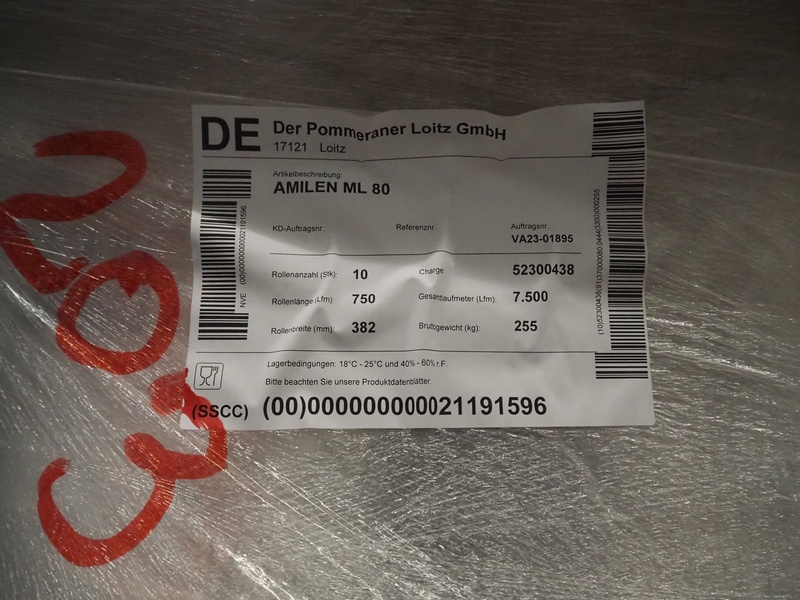 DE
Der Pommeraner Loitz GmbH
17121 Loitz
Artikelbeschreibung:
AMILEN ML 80
KD-Auftragsnr.: Referenznr. Auftragsnr.:
VA23-01895
Rollenanzahl (Stk): 10 Charge: 52300438
Rollenlänge (Lfm): 750 Gesamtlaufmeter (Lfm): 7.500
Rollenbreite (mm): 382 Bruttogewicht (kg): 255
Lagerbedingungen: 18°C - 25°C und 40% - 60% r.F.
Bitte beachten Sie unsere Produktdatenblätter.
(SSCC) (00)000000000021191596
NVE (00)000000000021191596